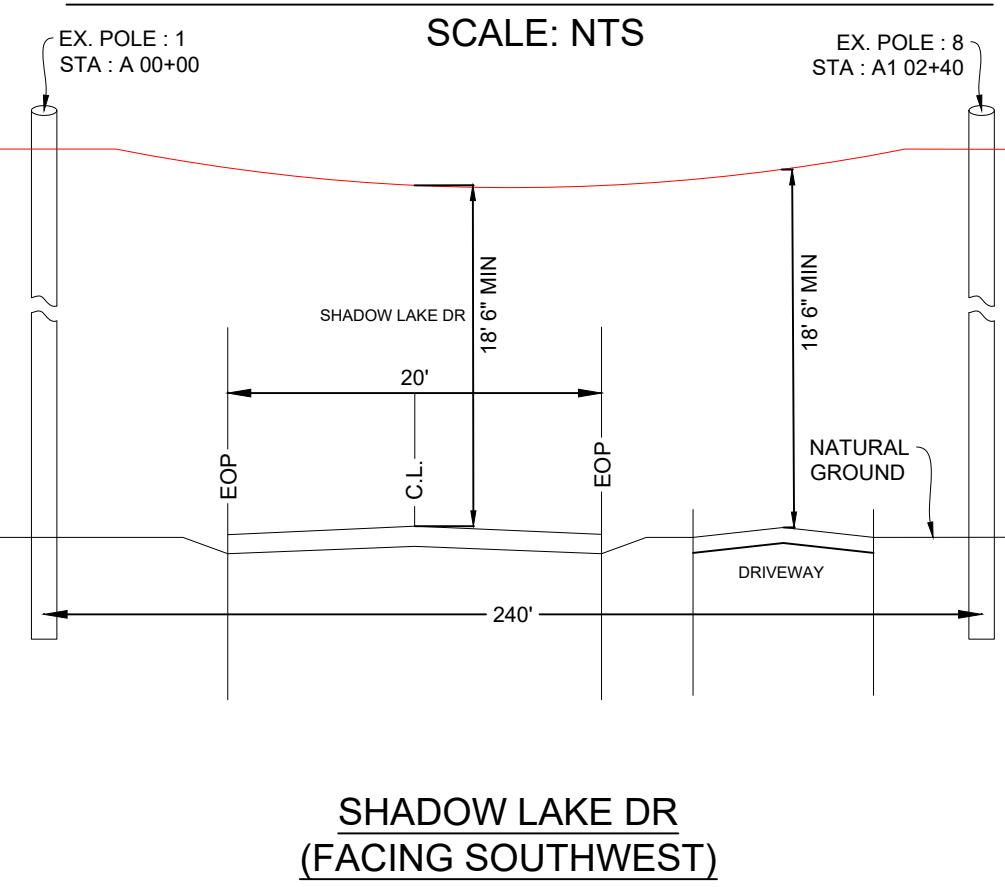 SCALE: NTS
EX. POLE : 1
STA : A 00+00
EX. POLE : 8
STA : A1 02+40
SHADOW LAKE DR
18' 6" MIN
18' 6" MIN
20'
EOP
C.L.
EOP
NATURAL
GROUND
DRIVEWAY
240'
SHADOW LAKE DR
(FACING SOUTHWEST)